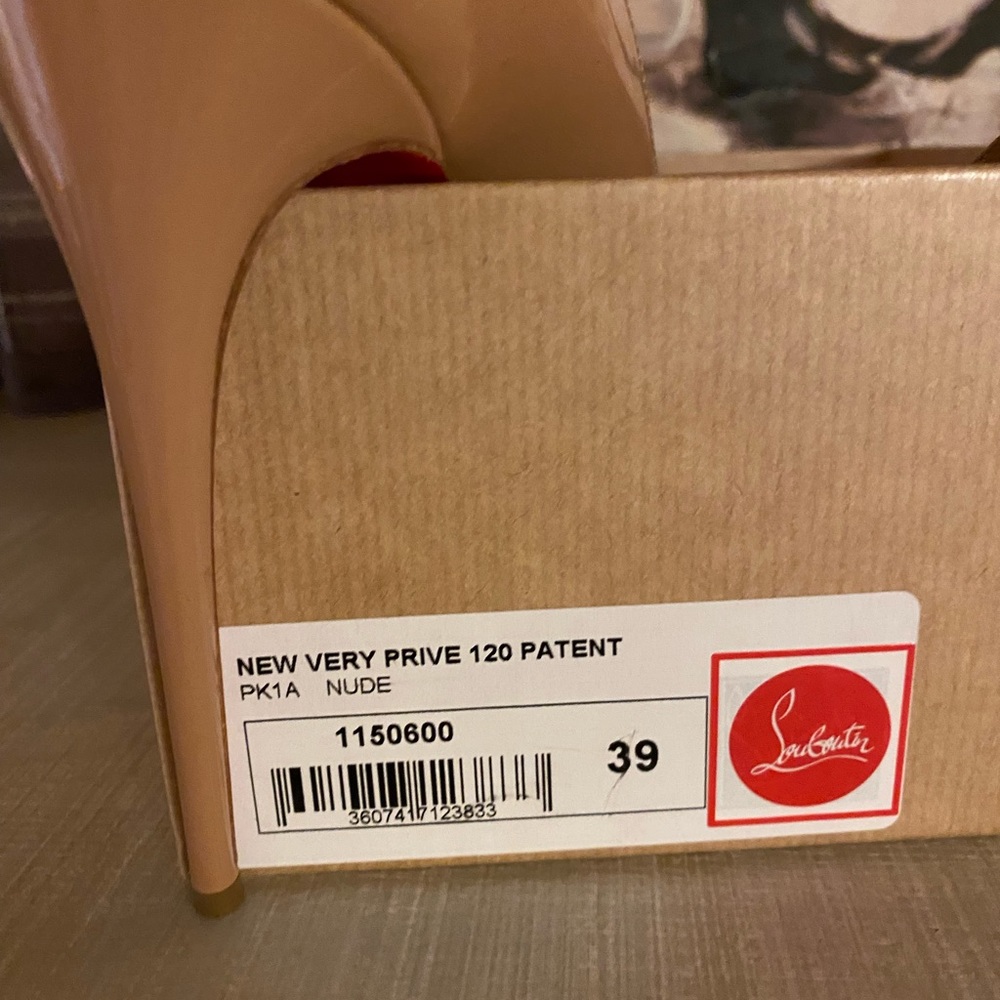 NEW VERY PRIVE 120 PATENT
PK1A NUDE
1150600
39
3607417123833
Louboutin